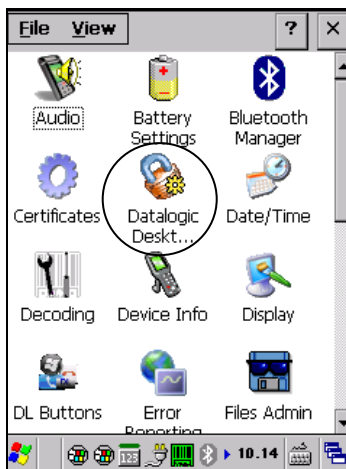 File View ? ×
Audio Battery Settings Bluetooth Manager
Certificates Datalogic Deskt... Date/Time
Decoding Device Info Display
DL Buttons Error Reporting Files Admin
123 10.14